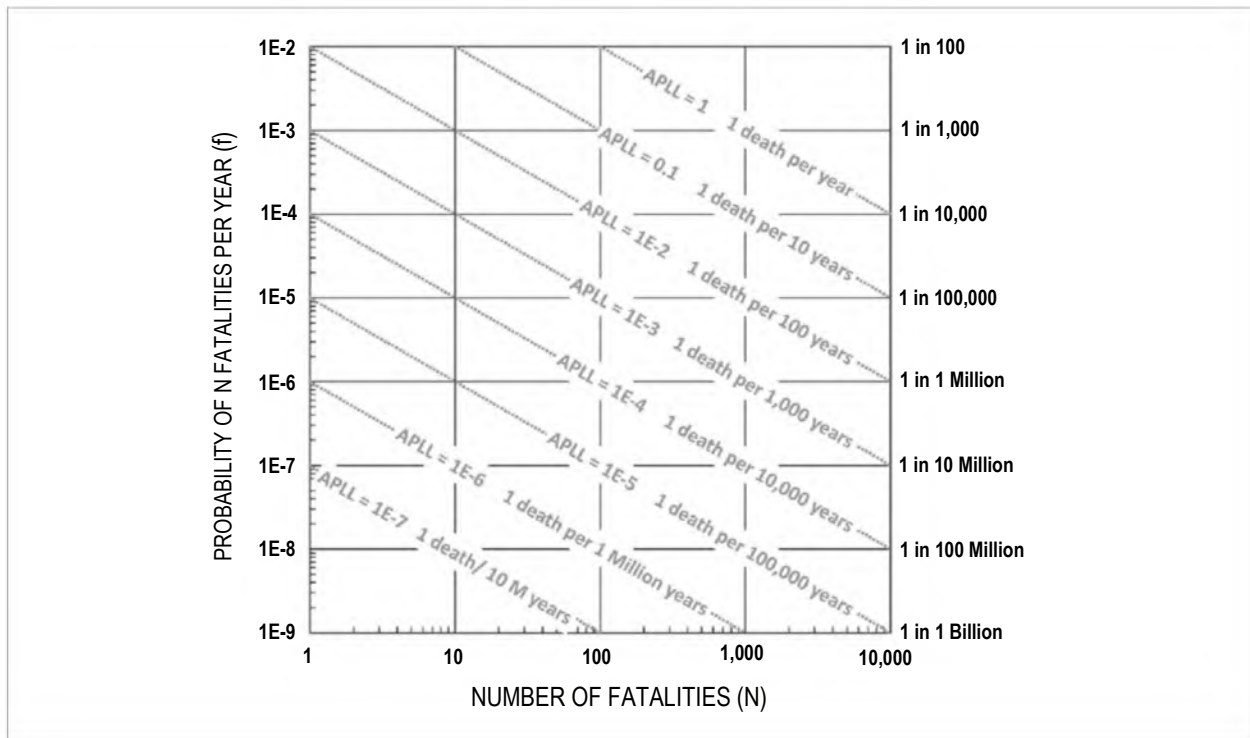 1E-2
1E-3
1E-4
1E-5
1E-6
1E-7
1E-8
1E-9
PROBABILITY OF N FATALITIES PER YEAR (f)
APLL = 1 1 death per year
APLL = 0.1 1 death per 10 years
APLL = 1E-2 1 death per 100 years
APLL = 1E-3 1 death per 1,000 years
APLL = 1E-4 1 death per 10,000 years
APLL = 1E-5 1 death per 100,000 years
APLL = 1E-6 1 death per 1 Million years
APLL = 1E-7 1 death/ 10 M years
1 in 100
1 in 1,000
1 in 10,000
1 in 100,000
1 in 1 Million
1 in 10 Million
1 in 100 Million
1 in 1 Billion
1 10 100 1,000 10,000
NUMBER OF FATALITIES (N)